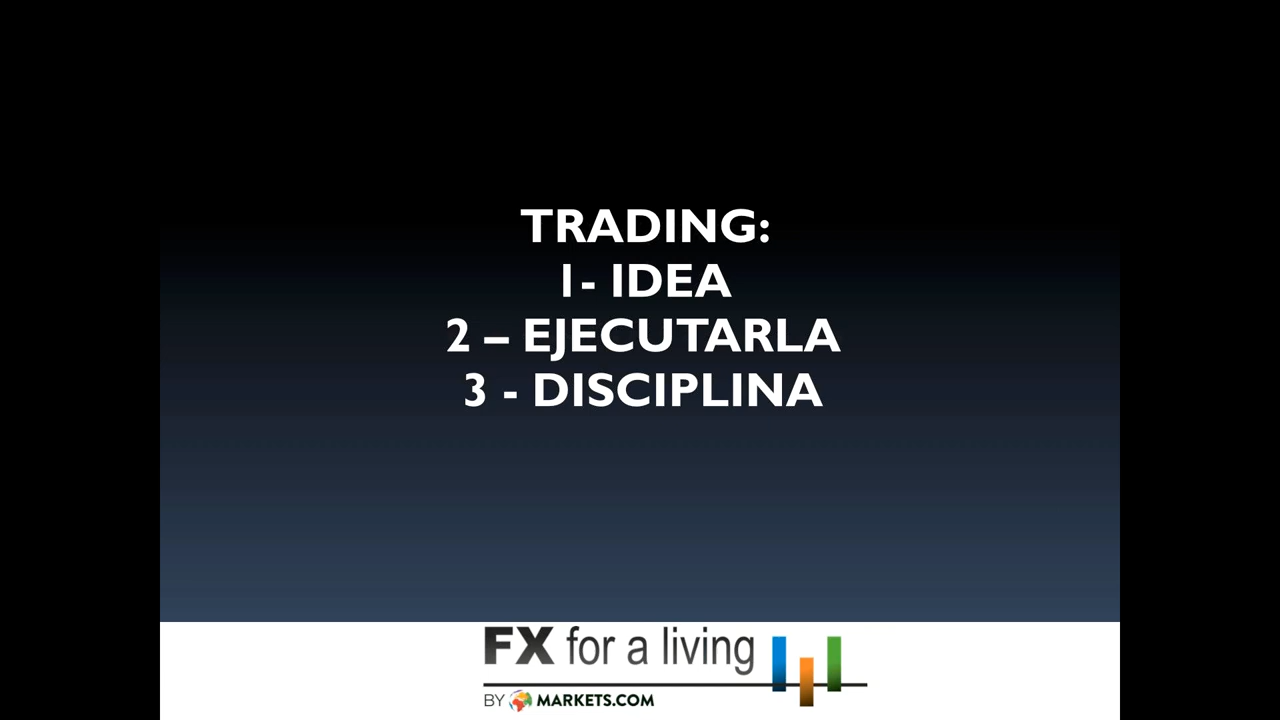 TRADING:
1- IDEA
2 – EJECUTARLA
3 - DISCIPLINA
FX for a living
BY MARKETS.COM